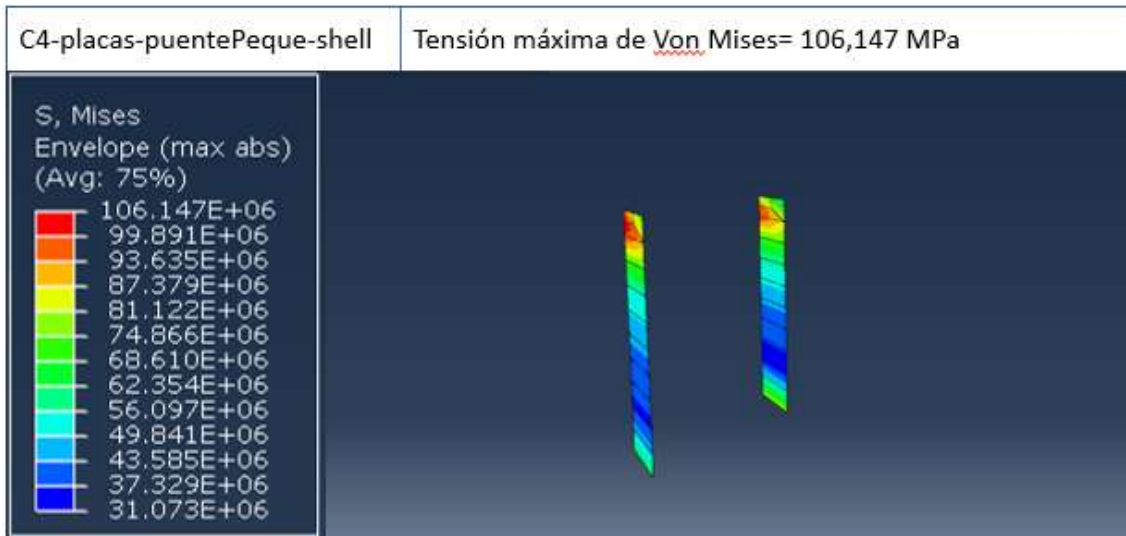 C4-placas-puentePeque-shell
Tensión máxima de Von Mises= 106,147 MPa
S, Mises
Envelope (max abs)
(Avg: 75%)
106.147E+06
99.891E+06
93.635E+06
87.379E+06
81.122E+06
74.866E+06
68.610E+06
62.354E+06
56.097E+06
49.841E+06
43.585E+06
37.329E+06
31.073E+06